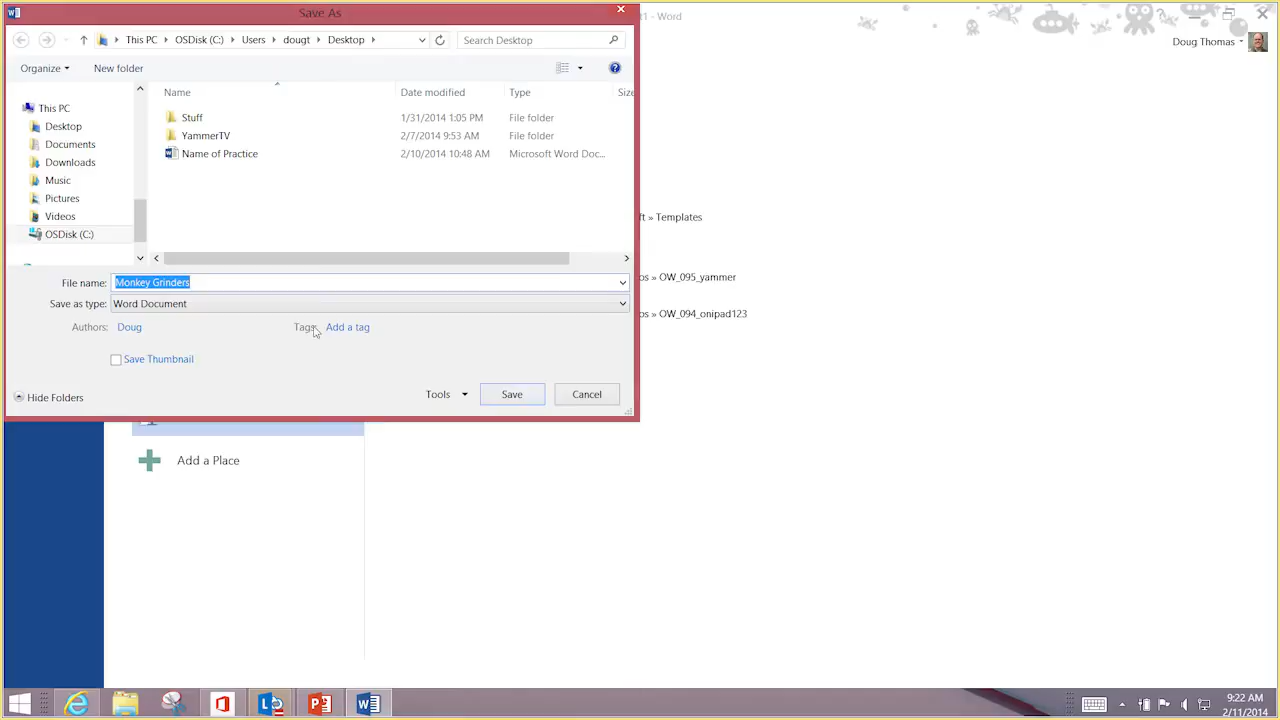 Save As
1 - Word
This PC
OSDisk (C:)
Users
dougt
Desktop
Search Desktop
Doug Thomas
Organize
New folder
Name
Date modified
Type
Size
This PC
Desktop
Documents
Downloads
Music
Pictures
Videos
OSDisk (C:)
Stuff 1/31/2014 1:05 PM File folder
YammerTV 2/7/2014 9:53 AM File folder
Name of Practice 2/10/2014 10:48 AM Microsoft Word Doc...
ft » Templates
os » OW_095_yammer
os » OW_094_onipad123
File name: Monkey Grinders
Save as type: Word Document
Authors: Doug
Tags: Add a tag
Save Thumbnail
Hide Folders
Tools
Save
Cancel
Add a Place
9:22 AM
2/11/2014